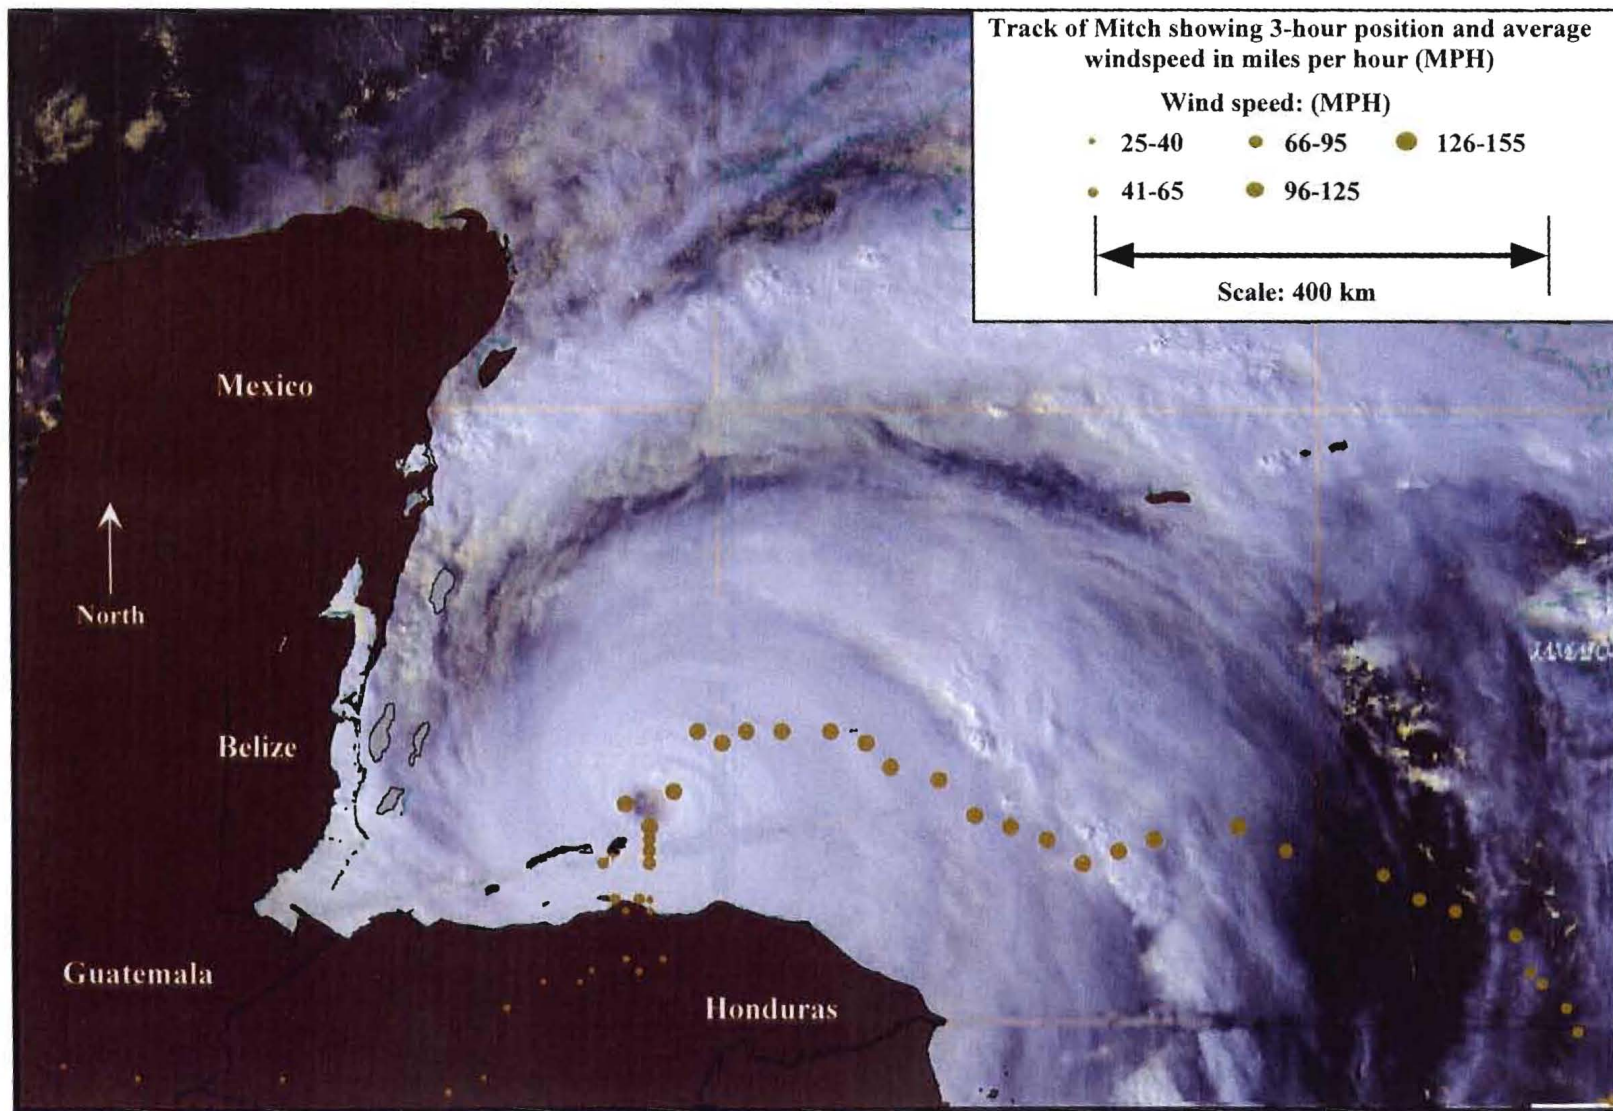 Track of Mitch showing 3-hour position and average
windspeed in miles per hour (MPH)
Wind speed: (MPH)
25-40
66-95
126-155
41-65
96-125
Scale: 400 km
Mexico
North
Belize
Guatemala
Honduras